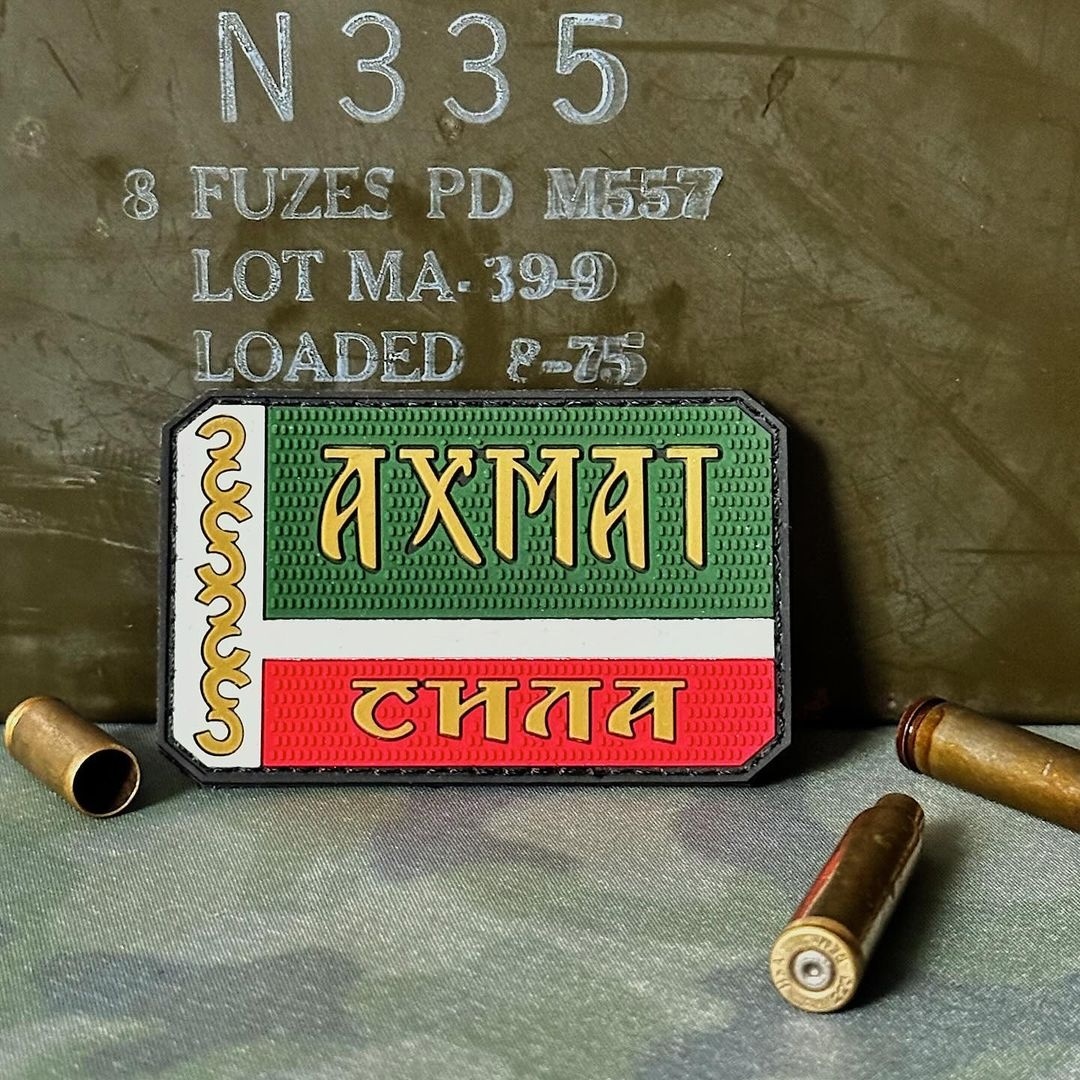 N335
8 FUZES PD M557
LOT MA-39-9
LOADED 8-75
АХМАТ
СИЛА